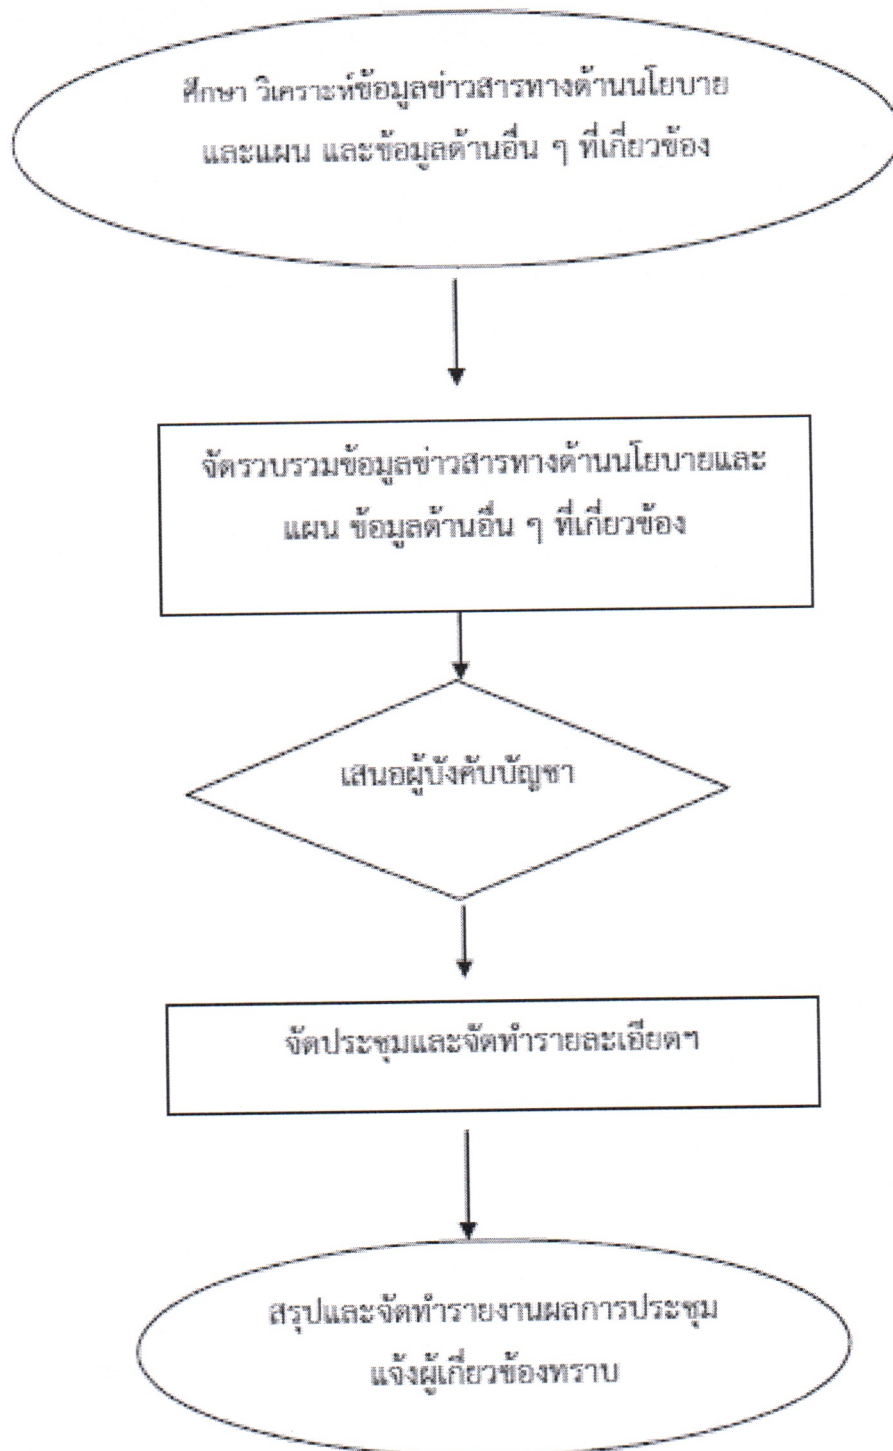 ศึกษา วิเคราะห์ข้อมูลข่าวสารทางด้านนโยบาย
และแผน และข้อมูลด้านอื่น ๆ ที่เกี่ยวข้อง
จัดรวบรวมข้อมูลข่าวสารทางด้านนโยบายและ
แผน ข้อมูลด้านอื่น ๆ ที่เกี่ยวข้อง
เสนอผู้บังคับบัญชา
จัดประชุมและจัดทำรายละเอียดฯ
สรุปและจัดทำรายงานผลการประชุม
แจ้งผู้เกี่ยวข้องทราบ